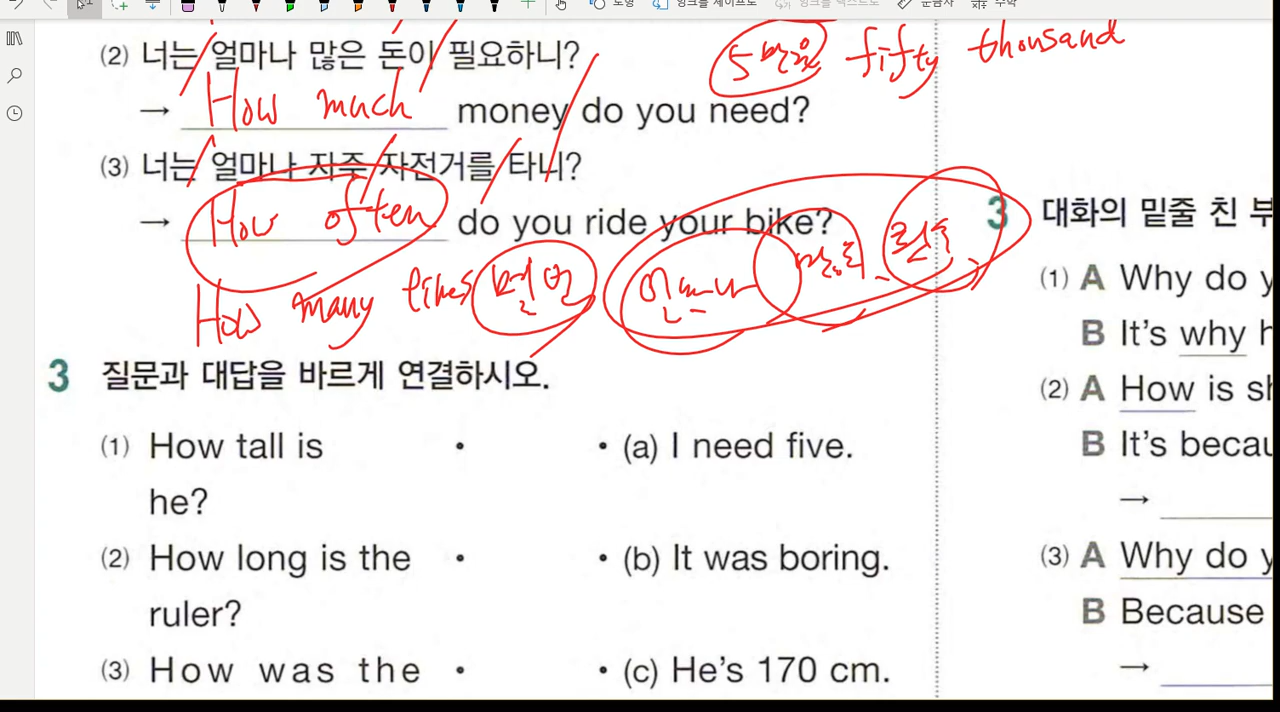 (2) 너는 얼마나 많은 돈이 필요하니?
5만원 fifty thousand
→ How much money do you need?
(3) 너는 얼마나 자주 자전거를 타니?
→ How often do you ride your bike?
How many times 몇 번
3 질문과 대답을 바르게 연결하시오.
(1) How tall is he?
(2) How long is the ruler?
(3) How was the
(a) I need five.
(b) It was boring.
(c) He's 170 cm.
3 대화의 밑줄 친 부
(1) A Why do y
B It's why h
(2) A How is sh
B It's becau
→
(3) A Why do y
B Because
→